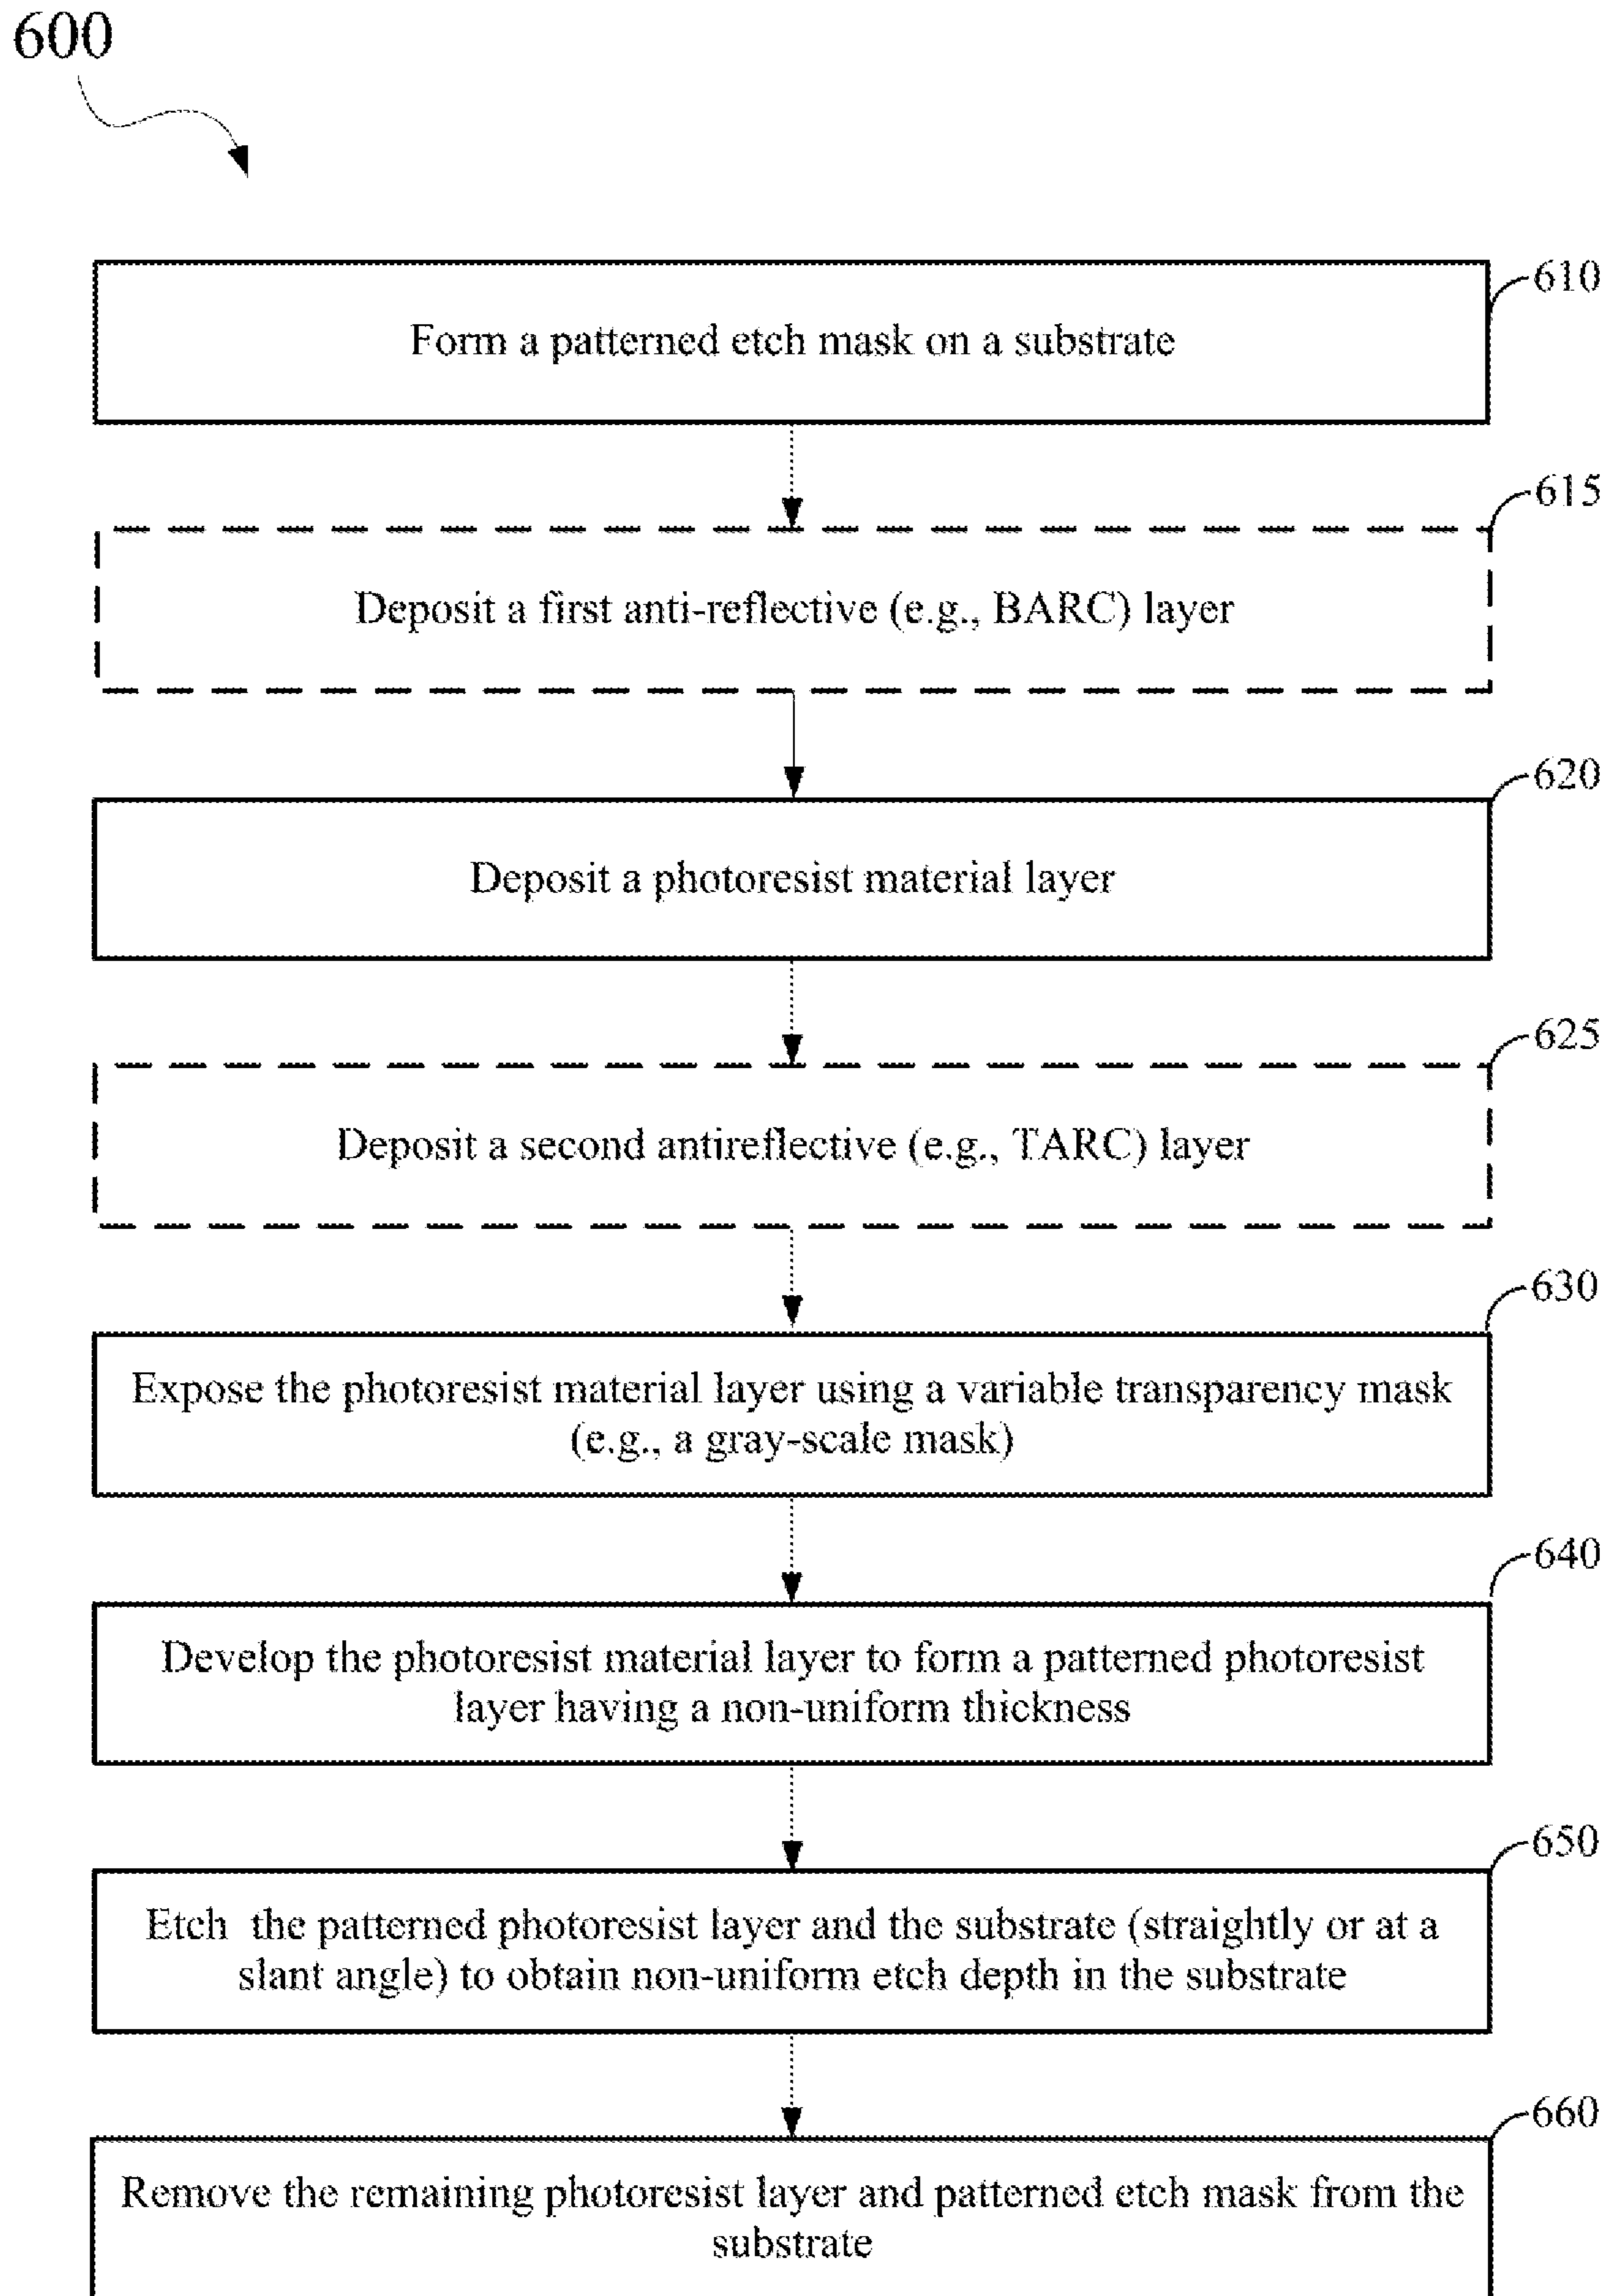 600
610
Form a patterned etch mask on a substrate
615
Deposit a first anti-reflective (e.g., BARC) layer
620
Deposit a photoresist material layer
625
Deposit a second antireflective (e.g., TARC) layer
630
Expose the photoresist material layer using a variable transparency mask
(e.g., a gray-scale mask)
640
Develop the photoresist material layer to form a patterned photoresist
layer having a non-uniform thickness
650
Etch the patterned photoresist layer and the substrate (straightly or at a
slant angle) to obtain non-uniform etch depth in the substrate
660
Remove the remaining photoresist layer and patterned etch mask from the
substrate